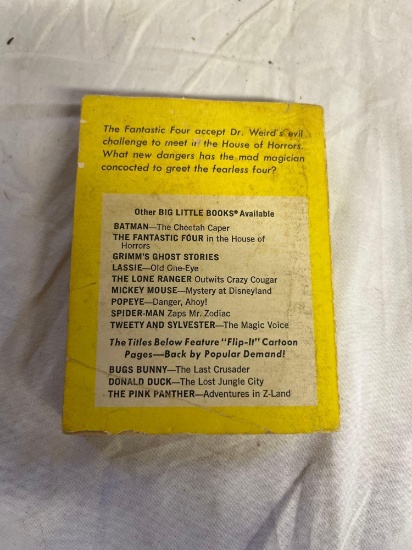 The Fantastic Four accept Dr. Weird's evil
challenge to meet in the House of Horrors.
What new dangers has the mad magician
concocted to greet the fearless four?
Other BIG LITTLE BOOKS® Available
BATMAN—The Cheetah Caper
THE FANTASTIC FOUR in the House of
Horrors
GRIMM'S GHOST STORIES
LASSIE—Old One-Eye
THE LONE RANGER Outwits Crazy Cougar
MICKEY MOUSE—Mystery at Disneyland
POPEYE—Danger, Ahoy!
SPIDER-MAN Zaps Mr. Zodiac
TWEETY AND SYLVESTER—The Magic Voice
The Titles Below Feature "Flip-It" Cartoon
Pages—Back by Popular Demand!
BUGS BUNNY—The Last Crusader
DONALD DUCK—The Lost Jungle City
THE PINK PANTHER—Adventures in Z-Land